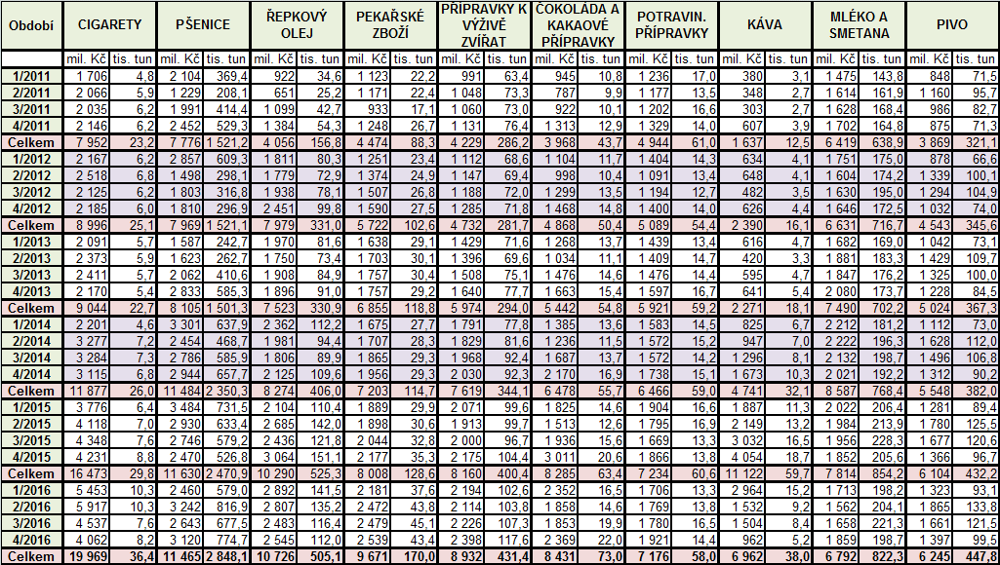 Období CIGARETY PŠENICE ŘEPKOVÝ OLEJ PEKAŘSKÉ ZBOŽÍ PŘÍPRAVKY K VÝŽIVĚ ZVÍŘAT ČOKOLÁDA A KAKAOVÉ PŘÍPRAVKY POTRAVIN. PŘÍPRAVKY KÁVA MLÉKO A SMETANA PIVO
mil. Kč tis. tun mil. Kč tis. tun mil. Kč tis. tun mil. Kč tis. tun mil. Kč tis. tun mil. Kč tis. tun mil. Kč tis. tun mil. Kč tis. tun mil. Kč tis. tun mil. Kč tis. tun
1/2011 1 706 4,8 2 104 369,4 922 34,6 1 123 22,2 991 63,4 945 10,8 1 236 17,0 380 3,1 1 475 143,8 848 71,5
2/2011 2 066 5,9 1 229 208,1 651 25,2 1 171 22,4 1 048 73,3 787 9,9 1 177 13,5 348 2,7 1 614 161,9 1 160 95,7
3/2011 2 035 6,2 1 991 414,4 1 099 42,7 933 17,1 1 060 73,0 922 10,1 1 202 16,6 303 2,7 1 628 168,4 986 82,7
4/2011 2 146 6,2 2 452 529,3 1 384 54,3 1 248 26,7 1 131 76,4 1 313 12,9 1 329 14,0 607 3,9 1 702 164,8 875 71,3
Celkem 7 952 23,2 7 776 1 521,2 4 056 156,8 4 474 88,3 4 229 286,2 3 968 43,7 4 944 61,0 1 637 12,5 6 419 638,9 3 869 321,1
1/2012 2 167 6,2 2 857 609,3 1 811 80,3 1 251 23,4 1 112 68,6 1 104 11,7 1 404 14,3 634 4,1 1 751 175,0 878 66,6
2/2012 2 518 6,8 1 498 298,1 1 779 72,9 1 374 24,9 1 147 69,4 998 10,4 1 091 13,4 648 4,1 1 604 174,2 1 339 100,1
3/2012 2 125 6,2 1 803 316,8 1 938 78,1 1 507 26,8 1 188 72,0 1 299 13,5 1 194 12,7 482 3,5 1 630 195,0 1 294 104,9
4/2012 2 185 6,0 1 810 296,9 2 451 99,8 1 590 27,5 1 285 71,8 1 468 14,8 1 400 14,0 626 4,4 1 646 172,5 1 032 74,0
Celkem 8 996 25,1 7 969 1 521,1 7 979 331,0 5 722 102,6 4 732 281,7 4 868 50,4 5 089 54,4 2 390 16,1 6 631 716,7 4 543 345,6
1/2013 2 091 5,7 1 587 242,7 1 970 81,6 1 638 29,1 1 429 71,6 1 268 13,7 1 439 13,4 616 4,7 1 682 169,0 1 042 73,1
2/2013 2 373 5,9 1 623 262,7 1 750 73,4 1 703 30,1 1 396 69,6 1 034 11,1 1 409 14,7 420 3,3 1 881 183,3 1 429 109,7
3/2013 2 411 5,7 2 062 410,6 1 908 84,9 1 757 30,4 1 508 75,1 1 476 14,6 1 476 14,4 595 4,7 1 847 176,2 1 325 100,0
4/2013 2 170 5,4 2 833 585,3 1 896 91,0 1 757 29,2 1 640 77,7 1 663 15,4 1 597 16,7 641 5,4 2 080 173,7 1 228 84,5
Celkem 9 044 22,7 8 105 1 501,3 7 523 330,9 6 855 118,8 5 974 294,0 5 442 54,8 5 921 59,2 2 271 18,1 7 490 702,2 5 024 367,3
1/2014 2 201 4,6 3 301 637,9 2 362 112,2 1 675 27,7 1 791 77,8 1 385 13,6 1 583 14,5 825 6,7 2 212 181,2 1 112 73,0
2/2014 3 277 7,2 2 454 468,7 1 981 94,4 1 707 28,3 1 829 81,6 1 236 11,5 1 572 15,2 947 7,0 2 222 196,3 1 628 112,0
3/2014 3 284 7,3 2 786 585,9 1 806 89,9 1 865 29,3 1 968 92,4 1 687 13,7 1 572 14,2 1 296 8,1 2 132 198,7 1 496 106,8
4/2014 3 115 6,8 2 944 657,7 2 125 109,6 1 956 29,3 2 030 92,3 2 170 16,9 1 738 15,1 1 673 10,3 2 021 192,2 1 312 90,2
Celkem 11 877 26,0 11 484 2 350,3 8 274 406,0 7 203 114,7 7 619 344,1 6 478 55,7 6 466 59,0 4 741 32,1 8 587 768,4 5 548 382,0
1/2015 3 776 6,4 3 484 731,5 2 104 110,4 1 889 29,9 2 071 99,6 1 825 14,6 1 904 16,6 1 887 11,3 2 022 206,4 1 281 89,4
2/2015 4 118 7,0 2 930 633,4 2 685 142,0 1 898 30,6 1 913 99,7 1 513 12,6 1 795 16,9 2 149 13,2 1 984 213,9 1 780 125,5
3/2015 4 348 7,6 2 746 579,2 2 436 121,8 2 044 32,8 2 000 96,7 1 936 15,6 1 669 13,3 3 032 16,5 1 956 228,3 1 677 120,6
4/2015 4 231 8,8 2 470 526,8 3 064 151,1 2 177 35,3 2 175 104,4 3 011 20,6 1 866 13,8 4 054 18,7 1 852 205,6 1 366 96,7
Celkem 16 473 29,8 11 630 2 470,9 10 290 525,3 8 008 128,6 8 160 400,4 8 285 63,4 7 234 60,6 11 122 59,7 7 814 854,2 6 104 432,2
1/2016 5 453 10,3 2 460 579,0 2 892 141,5 2 181 37,6 2 194 102,6 2 352 16,5 1 706 13,3 2 964 15,2 1 713 198,2 1 323 93,1
2/2016 5 917 10,3 3 242 816,9 2 807 135,2 2 472 43,8 2 114 103,8 1 858 14,6 1 769 13,8 1 532 9,2 1 562 204,1 1 865 133,8
3/2016 4 537 7,6 2 643 677,5 2 483 116,4 2 479 45,1 2 226 107,3 1 853 19,9 1 780 16,5 1 504 8,4 1 658 221,3 1 661 121,5
4/2016 4 062 8,2 3 120 774,7 2 545 112,0 2 539 43,4 2 398 117,6 2 369 22,0 1 921 14,4 962 5,2 1 859 198,7 1 397 99,5
Celkem 19 969 36,4 11 465 2 848,1 10 726 505,1 9 671 170,0 8 932 431,4 8 431 73,0 7 176 58,0 6 962 38,0 6 792 822,3 6 245 447,8